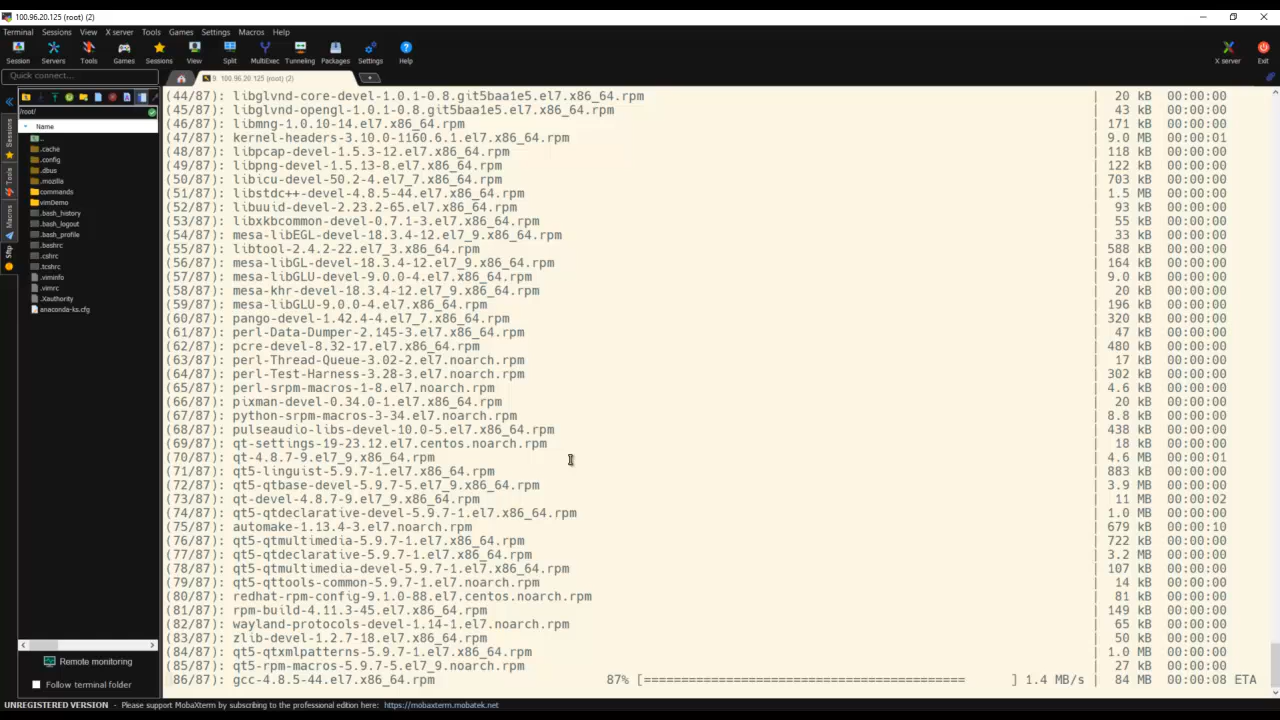 100.96.20.125 (root) (2)
Terminal Sessions View X server Tools Games Settings Macros Help
Session Servers Tools Games Sessions View Split MultiExec Tunneling Packages Settings Help X server Exit
Quick connect...
9. 100.96.20.125 (root) (2)
/root/
Name
..
.cache
.config
.dbus
.mozilla
commands
vimDemo
.bash_history
.bash_logout
.bash_profile
.bashrc
.cshrc
.tcshrc
.viminfo
.vimrc
.Xauthority
anaconda-ks.cfg
Sessions
Tools
Macros
Sftp
Remote monitoring
Follow terminal folder
(44/87): libglvnd-core-devel-1.0.1-0.8.git5baa1e5.el7.x86_64.rpm | 20 kB 00:00:00
(45/87): libglvnd-opengl-1.0.1-0.8.git5baa1e5.el7.x86_64.rpm | 43 kB 00:00:00
(46/87): libmng-1.0.10-14.el7.x86_64.rpm | 171 kB 00:00:00
(47/87): kernel-headers-3.10.0-1160.6.1.el7.x86_64.rpm | 9.0 MB 00:00:01
(48/87): libpcap-devel-1.5.3-12.el7.x86_64.rpm | 118 kB 00:00:00
(49/87): libpng-devel-1.5.13-8.el7.x86_64.rpm | 122 kB 00:00:00
(50/87): libicu-devel-50.2-4.el7_7.x86_64.rpm | 703 kB 00:00:00
(51/87): libstdc++-devel-4.8.5-44.el7.x86_64.rpm | 1.5 MB 00:00:00
(52/87): libuuid-devel-2.23.2-65.el7.x86_64.rpm | 93 kB 00:00:00
(53/87): libxkbcommon-devel-0.7.1-3.el7.x86_64.rpm | 55 kB 00:00:00
(54/87): mesa-libEGL-devel-18.3.4-12.el7_9.x86_64.rpm | 33 kB 00:00:00
(55/87): libtool-2.4.2-22.el7_3.x86_64.rpm | 588 kB 00:00:00
(56/87): mesa-libGL-devel-18.3.4-12.el7_9.x86_64.rpm | 164 kB 00:00:00
(57/87): mesa-libGLU-devel-9.0.0-4.el7.x86_64.rpm | 9.0 kB 00:00:00
(58/87): mesa-khr-devel-18.3.4-12.el7_9.x86_64.rpm | 20 kB 00:00:00
(59/87): mesa-libGLU-9.0.0-4.el7.x86_64.rpm | 196 kB 00:00:00
(60/87): pango-devel-1.42.4-4.el7_7.x86_64.rpm | 320 kB 00:00:00
(61/87): perl-Data-Dumper-2.145-3.el7.x86_64.rpm | 47 kB 00:00:00
(62/87): pcre-devel-8.32-17.el7.x86_64.rpm | 480 kB 00:00:00
(63/87): perl-Thread-Queue-3.02-2.el7.noarch.rpm | 17 kB 00:00:00
(64/87): perl-Test-Harness-3.28-3.el7.noarch.rpm | 302 kB 00:00:00
(65/87): perl-srpm-macros-1-8.el7.noarch.rpm | 4.6 kB 00:00:00
(66/87): pixman-devel-0.34.0-1.el7.x86_64.rpm | 20 kB 00:00:00
(67/87): python-srpm-macros-3-34.el7.noarch.rpm | 8.8 kB 00:00:00
(68/87): pulseaudio-libs-devel-10.0-5.el7.x86_64.rpm | 438 kB 00:00:00
(69/87): qt-settings-19-23.12.el7.centos.noarch.rpm | 18 kB 00:00:00
(70/87): qt-4.8.7-9.el7_9.x86_64.rpm | 4.6 MB 00:00:01
(71/87): qt5-linguist-5.9.7-1.el7.x86_64.rpm | 883 kB 00:00:00
(72/87): qt5-qtbase-devel-5.9.7-5.el7_9.x86_64.rpm | 3.9 MB 00:00:00
(73/87): qt-devel-4.8.7-9.el7_9.x86_64.rpm | 11 MB 00:00:02
(74/87): qt5-qtdeclarative-devel-5.9.7-1.el7.x86_64.rpm | 1.0 MB 00:00:00
(75/87): automake-1.13.4-3.el7.noarch.rpm | 679 kB 00:00:10
(76/87): qt5-qtmultimedia-5.9.7-1.el7.x86_64.rpm | 722 kB 00:00:00
(77/87): qt5-qtdeclarative-5.9.7-1.el7.x86_64.rpm | 3.2 MB 00:00:00
(78/87): qt5-qtmultimedia-devel-5.9.7-1.el7.x86_64.rpm | 107 kB 00:00:00
(79/87): qt5-qttools-common-5.9.7-1.el7.noarch.rpm | 14 kB 00:00:00
(80/87): redhat-rpm-config-9.1.0-88.el7.centos.noarch.rpm | 81 kB 00:00:00
(81/87): rpm-build-4.11.3-45.el7.x86_64.rpm | 149 kB 00:00:00
(82/87): wayland-protocols-devel-1.14-1.el7.noarch.rpm | 65 kB 00:00:00
(83/87): zlib-devel-1.2.7-18.el7.x86_64.rpm | 50 kB 00:00:00
(84/87): qt5-qtxmlpatterns-5.9.7-1.el7.x86_64.rpm | 1.0 MB 00:00:00
(85/87): qt5-rpm-macros-5.9.7-5.el7_9.noarch.rpm | 27 kB 00:00:00
86/87): gcc-4.8.5-44.el7.x86_64.rpm 87% [=========================================== ] 1.4 MB/s | 84 MB 00:00:08 ETA
UNREGISTERED VERSION - Please support MobaXterm by subscribing to the professional edition here: https://mobaxterm.mobatek.net